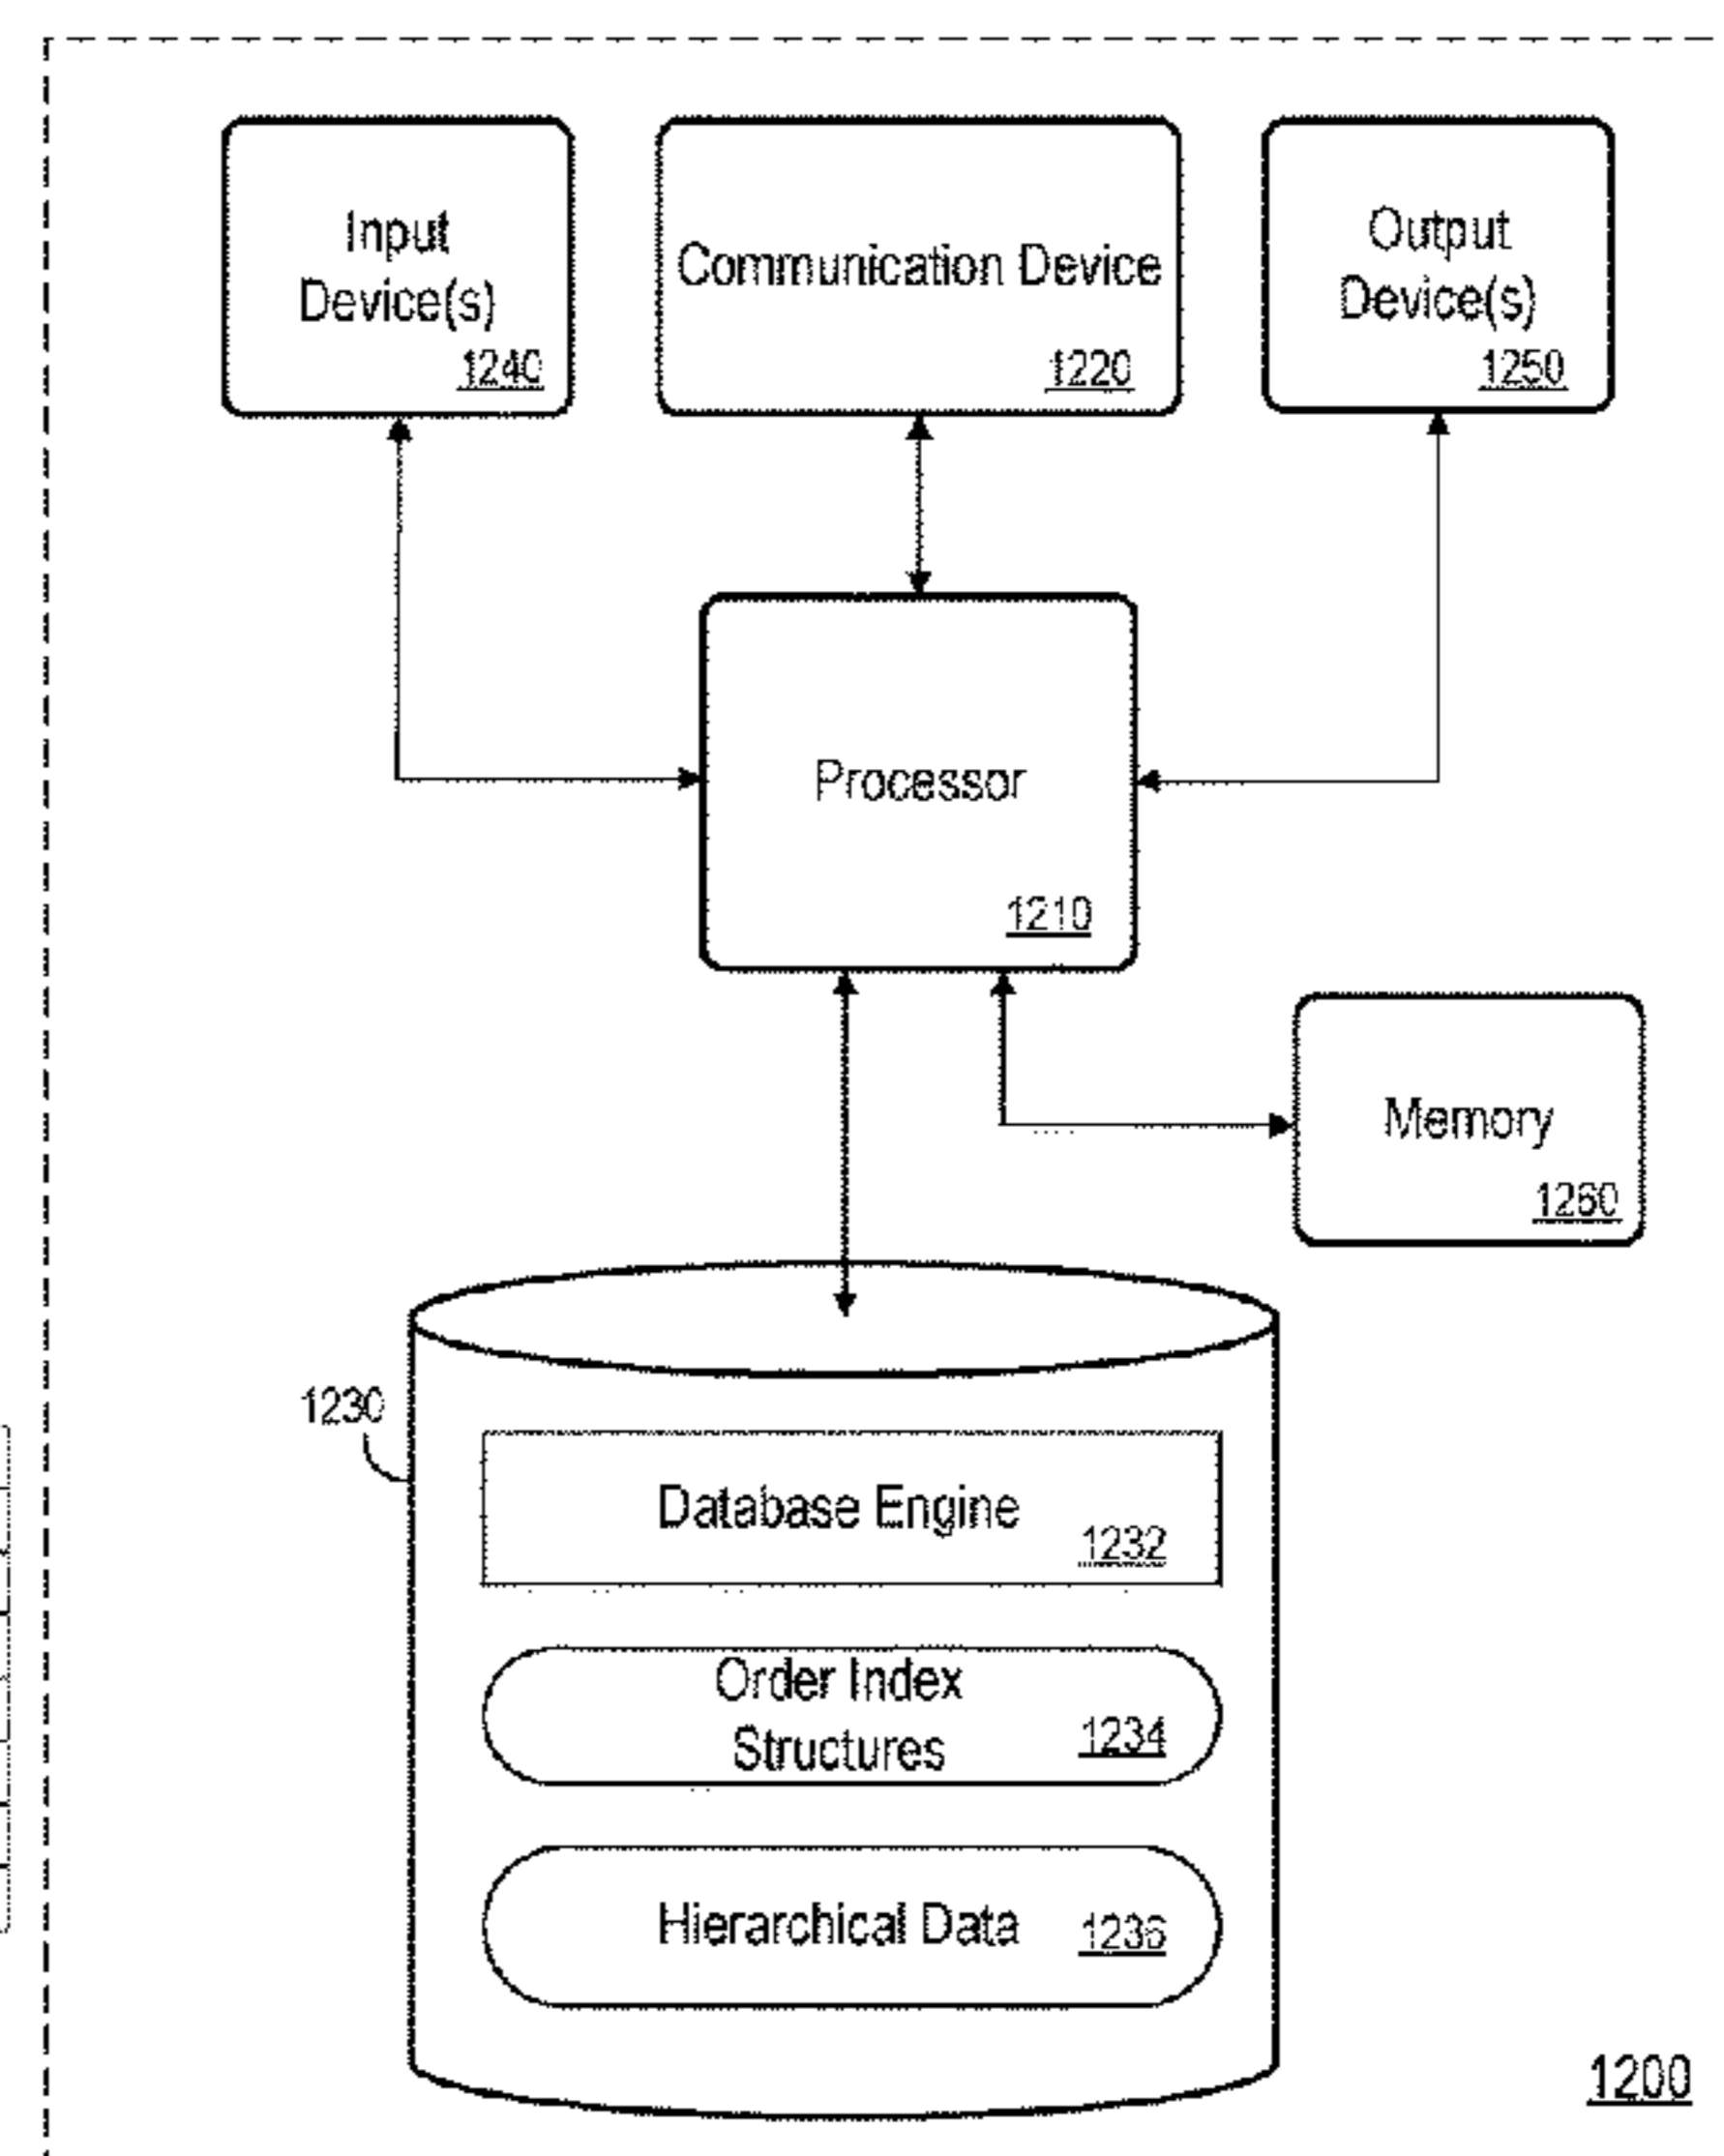 Input
Device(s)
1240
Communication Device
1220
Output
Device(s)
1250
Processor
1210
Memory
1260
1230
Database Engine
1232
Order Index
Structures
1234
Hierarchical Data
1236
1200